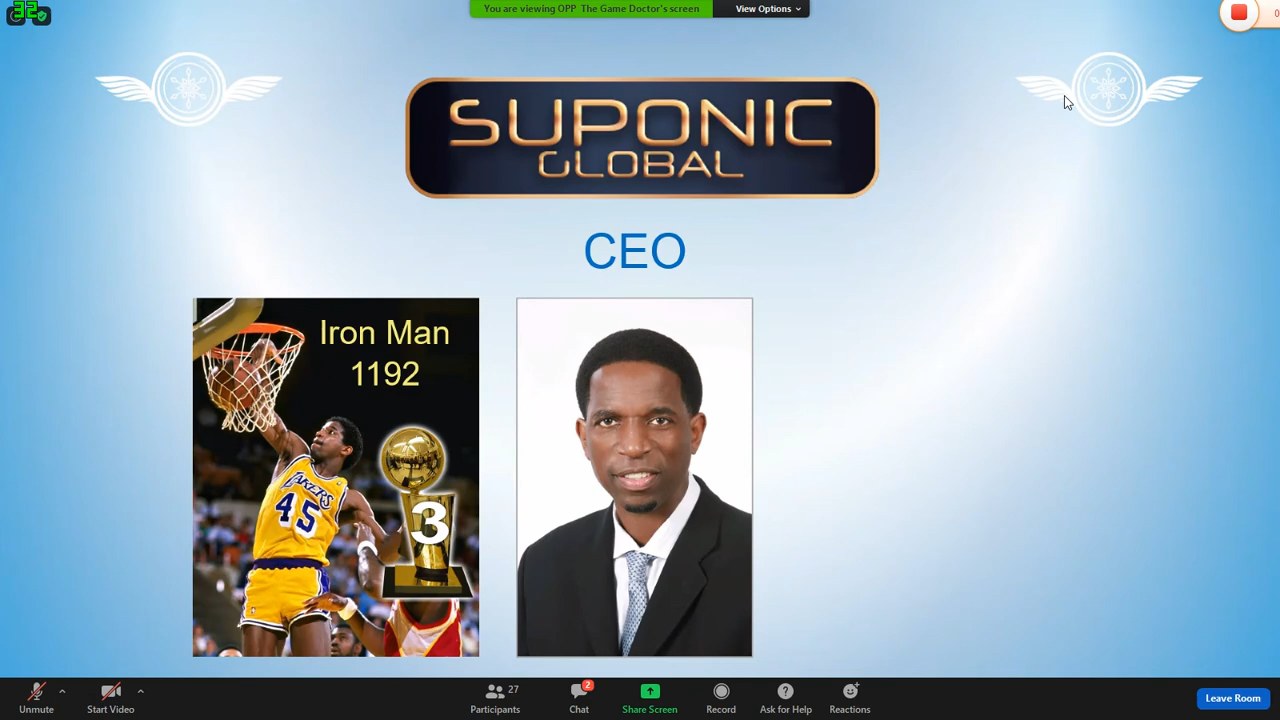 32
You are viewing OPP The Game Doctor's screen
View Options
SUPONIC
GLOBAL
CEO
Iron Man
1192
LAKERS
45
3
Unmute
Start Video
27
Participants
2
Chat
Share Screen
Record
Ask for Help
Reactions
Leave Room